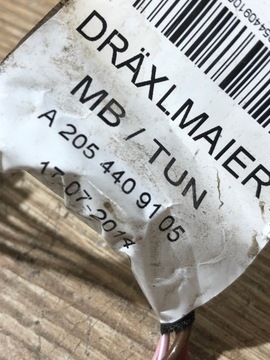 DRÄXLMAIER
MB / TUN
A 205 440 91 05
17-07-2014